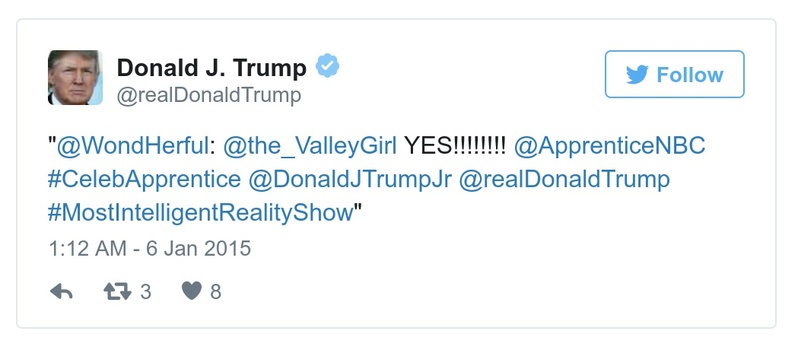 Donald J. Trump
@realDonaldTrump
Follow
"@WondHerful: @the_ValleyGirl YES!!!!!!!! @ApprenticeNBC
#CelebApprentice @DonaldJTrumpJr @realDonaldTrump
#MostIntelligentRealityShow"
1:12 AM - 6 Jan 2015
3 8